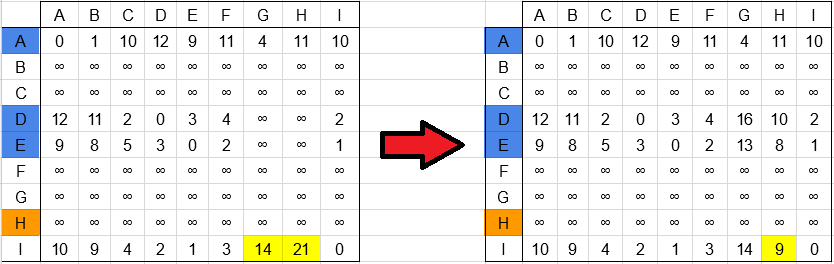 A B C D E F G H I A B C D E F G H I
A 0 1 10 12 9 11 4 11 10 A 0 1 10 12 9 11 4 11 10
B ∞ ∞ ∞ ∞ ∞ ∞ ∞ ∞ ∞ B ∞ ∞ ∞ ∞ ∞ ∞ ∞ ∞ ∞
C ∞ ∞ ∞ ∞ ∞ ∞ ∞ ∞ ∞ C ∞ ∞ ∞ ∞ ∞ ∞ ∞ ∞ ∞
D 12 11 2 0 3 4 ∞ ∞ 2 D 12 11 2 0 3 4 16 10 2
E 9 8 5 3 0 2 ∞ ∞ 1 E 9 8 5 3 0 2 13 8 1
F ∞ ∞ ∞ ∞ ∞ ∞ ∞ ∞ ∞ F ∞ ∞ ∞ ∞ ∞ ∞ ∞ ∞ ∞
G ∞ ∞ ∞ ∞ ∞ ∞ ∞ ∞ ∞ G ∞ ∞ ∞ ∞ ∞ ∞ ∞ ∞ ∞
H ∞ ∞ ∞ ∞ ∞ ∞ ∞ ∞ ∞ H ∞ ∞ ∞ ∞ ∞ ∞ ∞ ∞ ∞
I 10 9 4 2 1 3 14 21 0 I 10 9 4 2 1 3 14 9 0